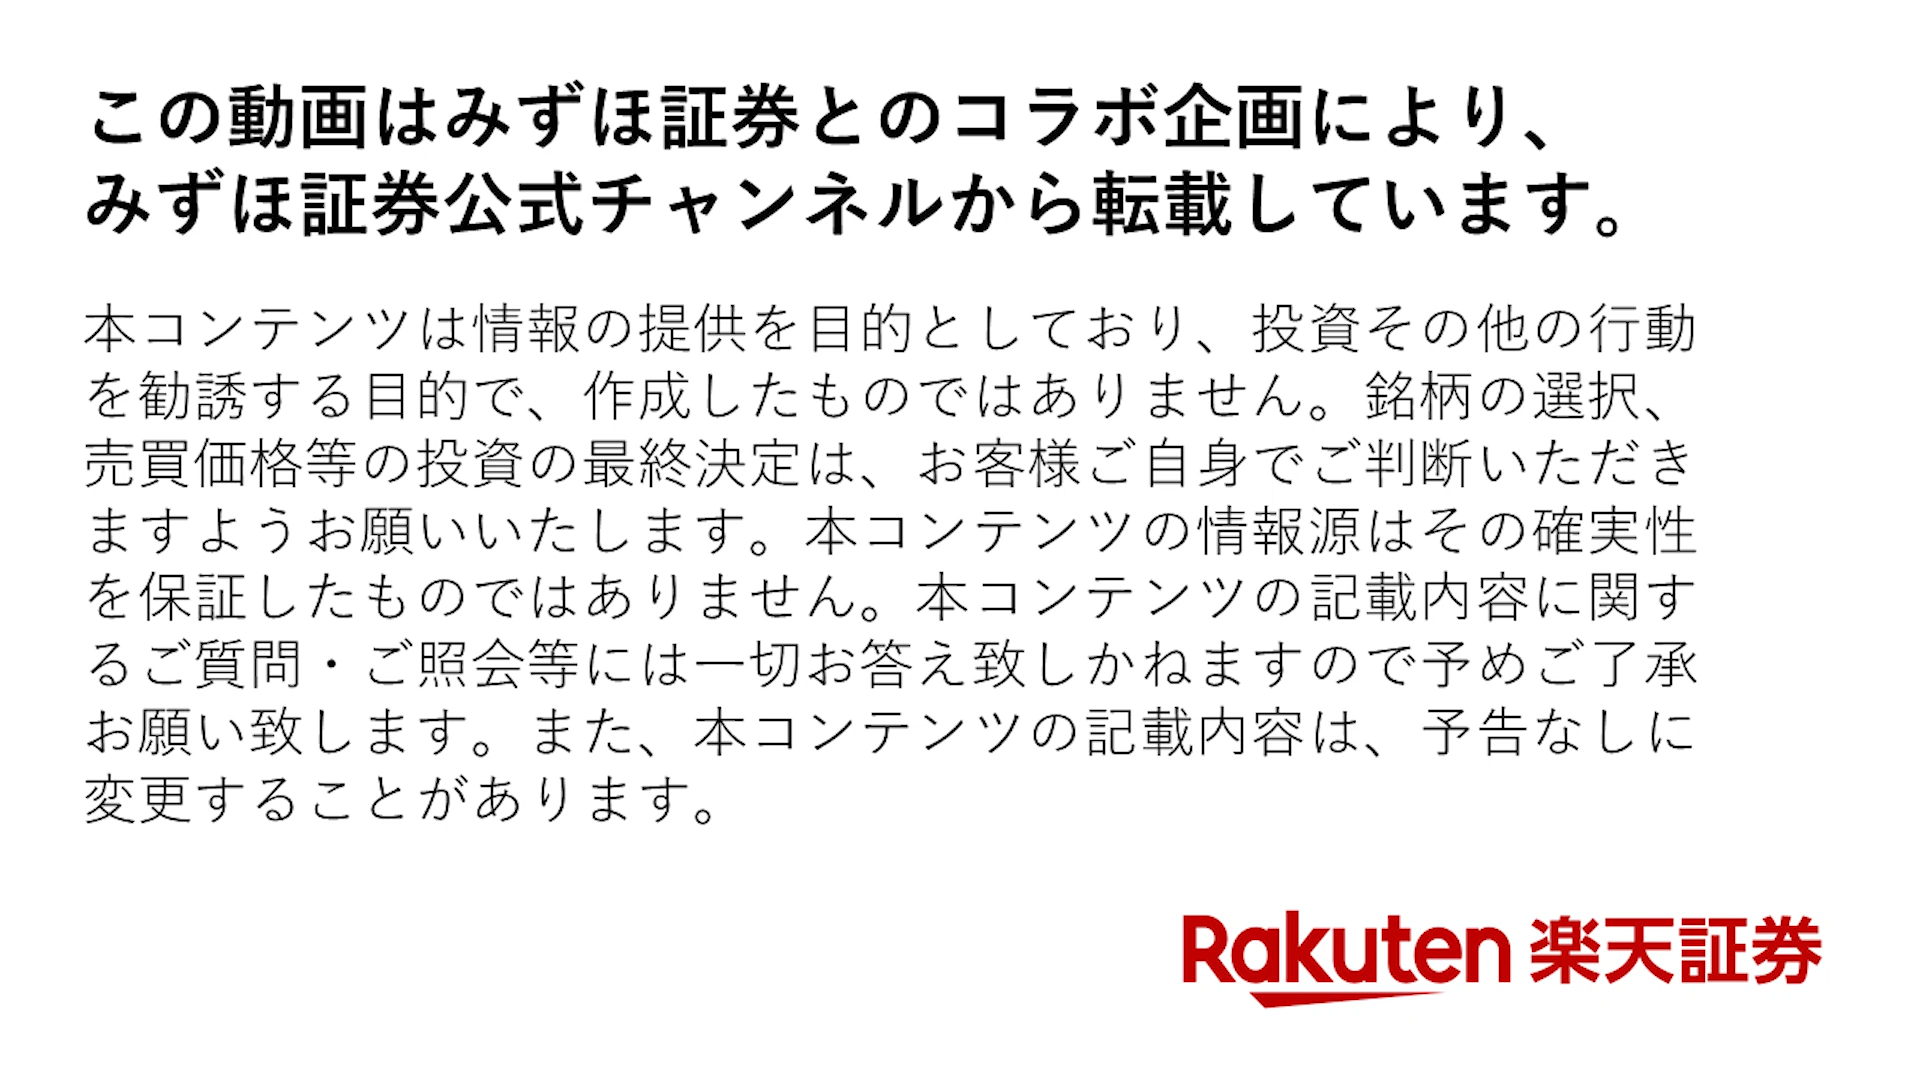 この動画はみずほ証券とのコラボ企画により、
みずほ証券公式チャンネルから転載しています。
本コンテンツは情報の提供を目的としており、投資その他の行動
を勧誘する目的で、作成したものではありません。銘柄の選択、
売買価格等の投資の最終決定は、お客様ご自身でご判断いただき
ますようお願いいたします。本コンテンツの情報源はその確実性
を保証したものではありません。本コンテンツの記載内容に関す
るご質問・ご照会等には一切お答え致しかねますので予めご了承
お願い致します。また、本コンテンツの記載内容は、予告なしに
変更することがあります。
Rakuten 楽天証券